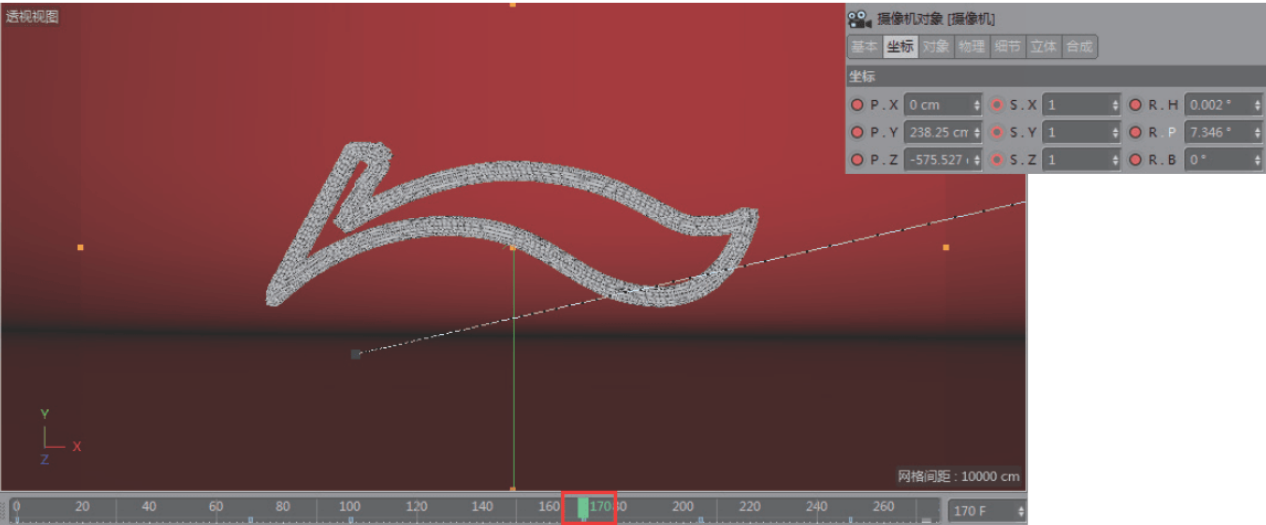 透视视图
摄像机对象 [摄像机]
基本 坐标 对象 物理 细节 立体 合成
坐标
P . X 0 cm S . X 1 R . H 0.002 °
P . Y 238.25 cm S . Y 1 R . P 7.346 °
P . Z -575.527 S . Z 1 R . B 0 °
Y
X
Z
网格间距 : 10000 cm
0 20 40 60 80 100 120 140 160 170 80 200 220 240 260 170 F